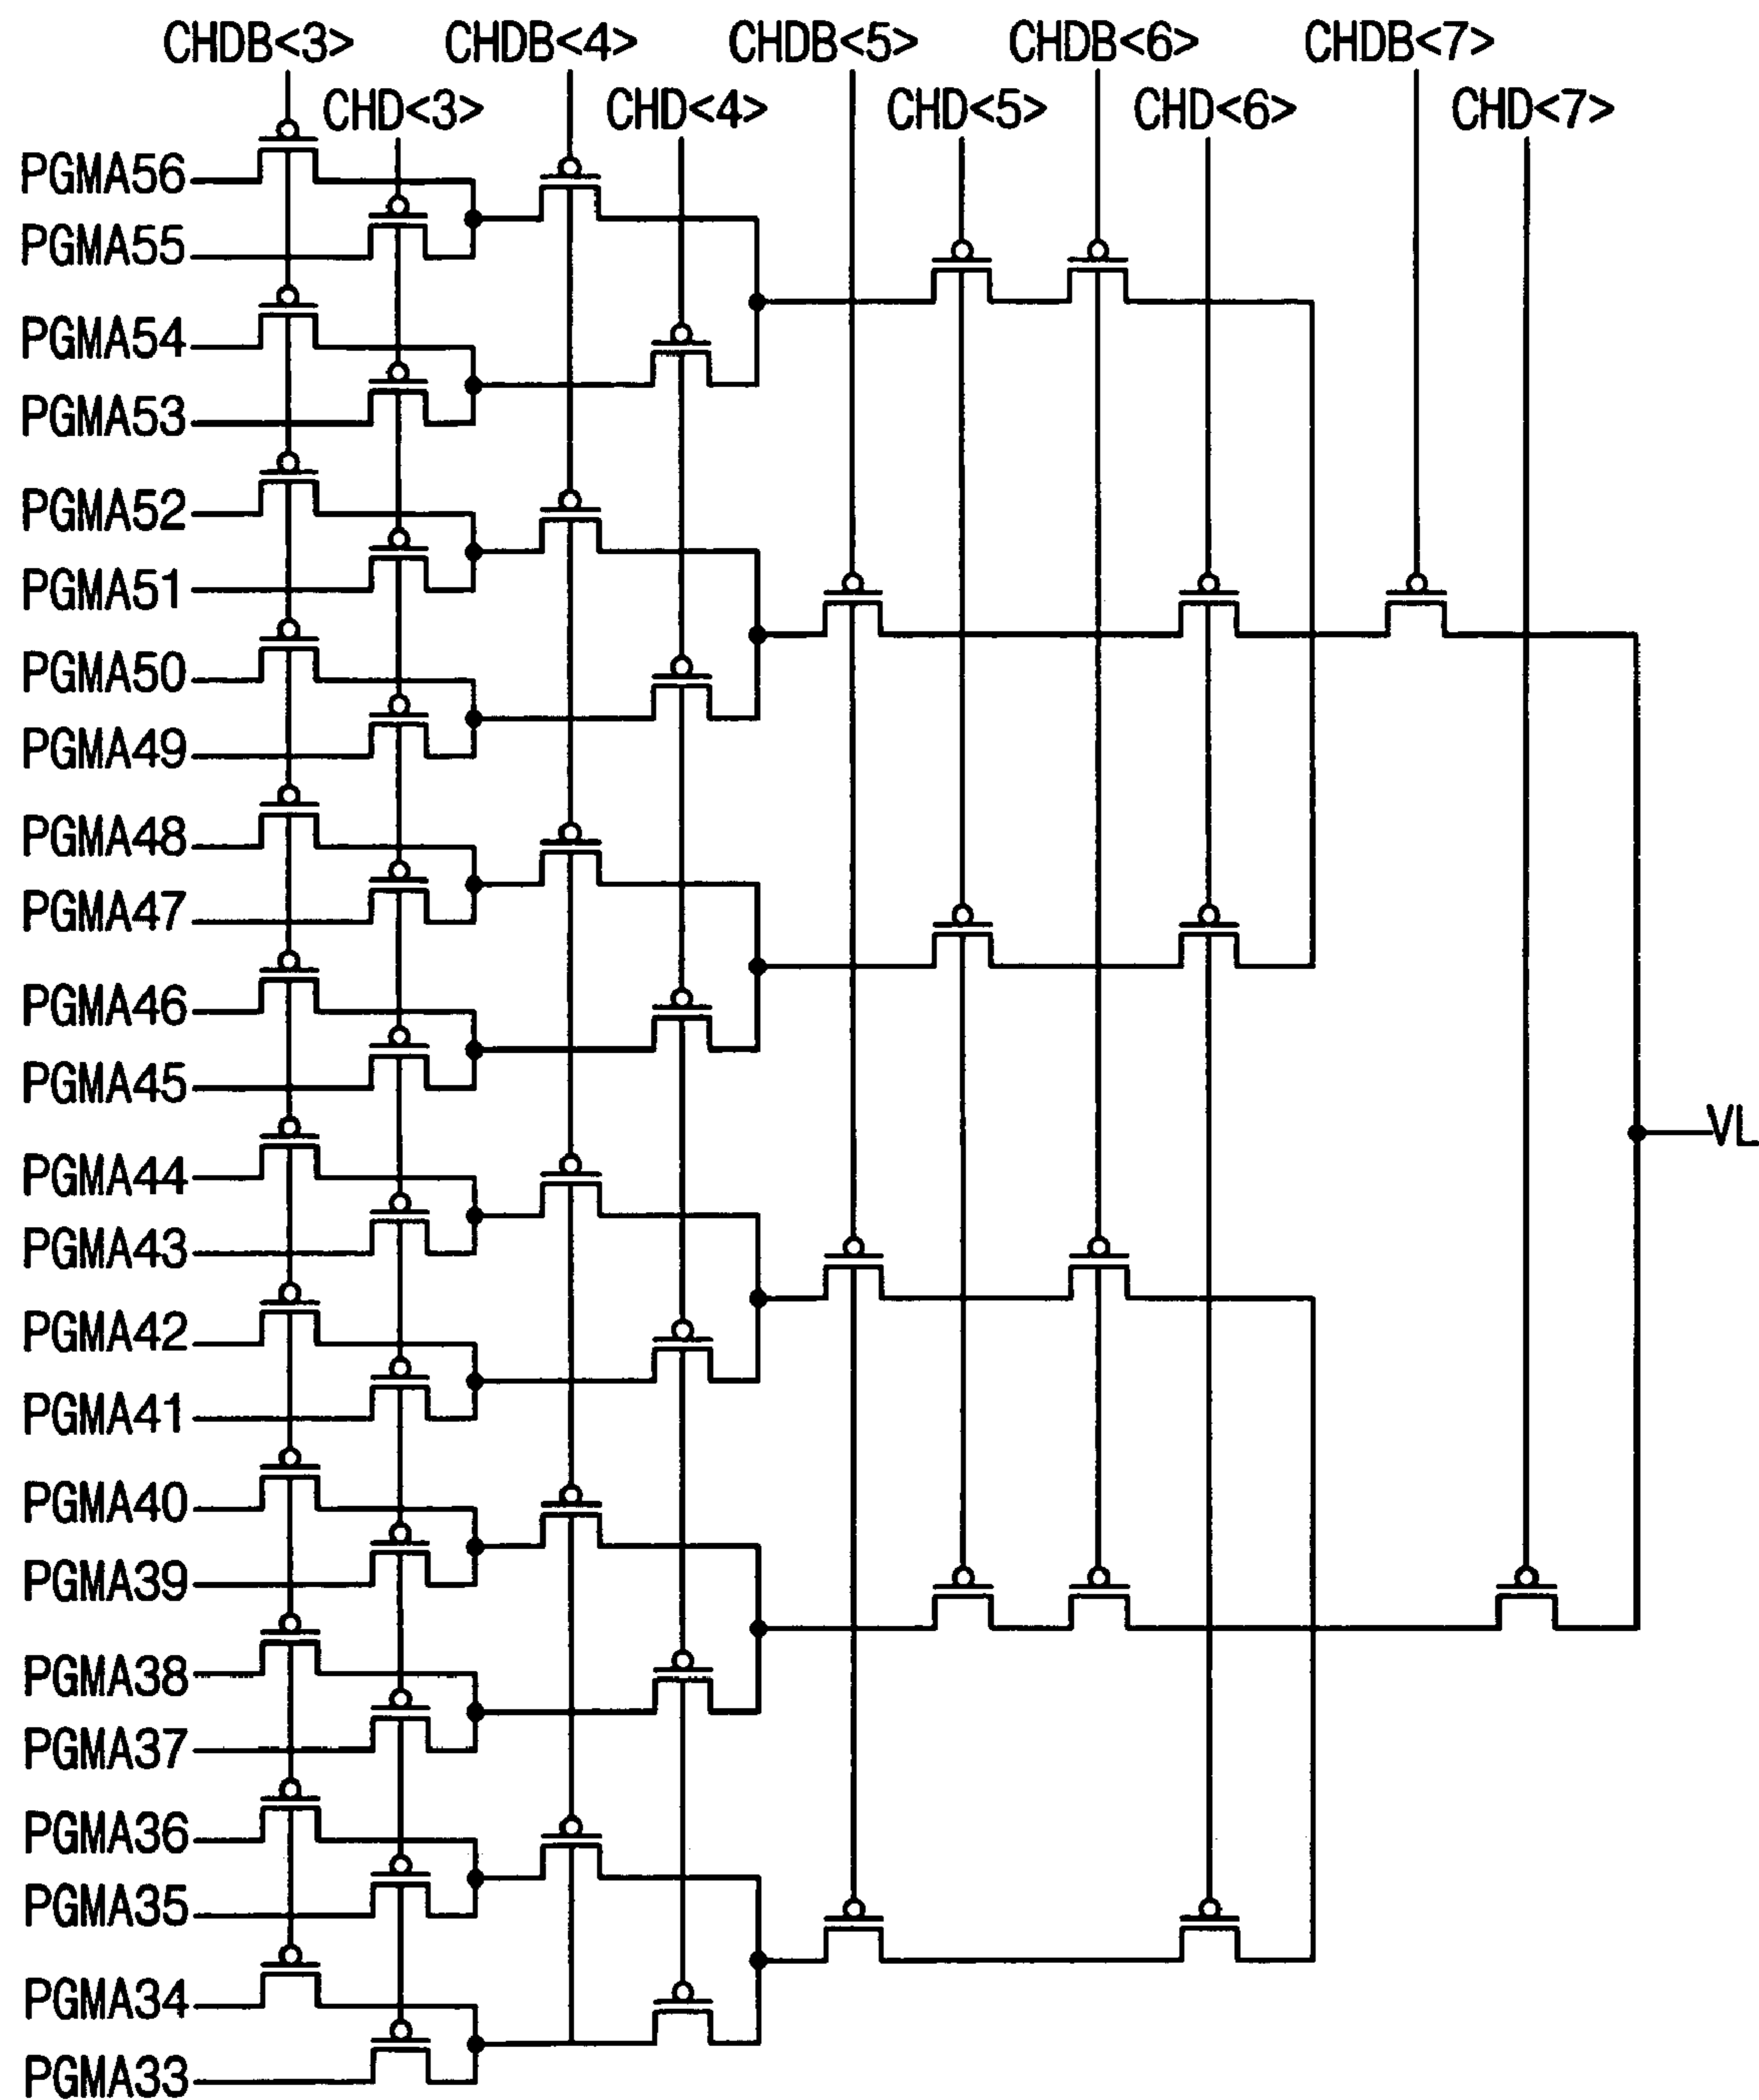 CHDB<3> CHDB<4> CHDB<5> CHDB<6> CHDB<7>
CHD<3> CHD<4> CHD<5> CHD<6> CHD<7>
PGMA56
PGMA55
PGMA54
PGMA53
PGMA52
PGMA51
PGMA50
PGMA49
PGMA48
PGMA47
PGMA46
PGMA45
PGMA44
VL
PGMA43
PGMA42
PGMA41
PGMA40
PGMA39
PGMA38
PGMA37
PGMA36
PGMA35
PGMA34
PGMA33